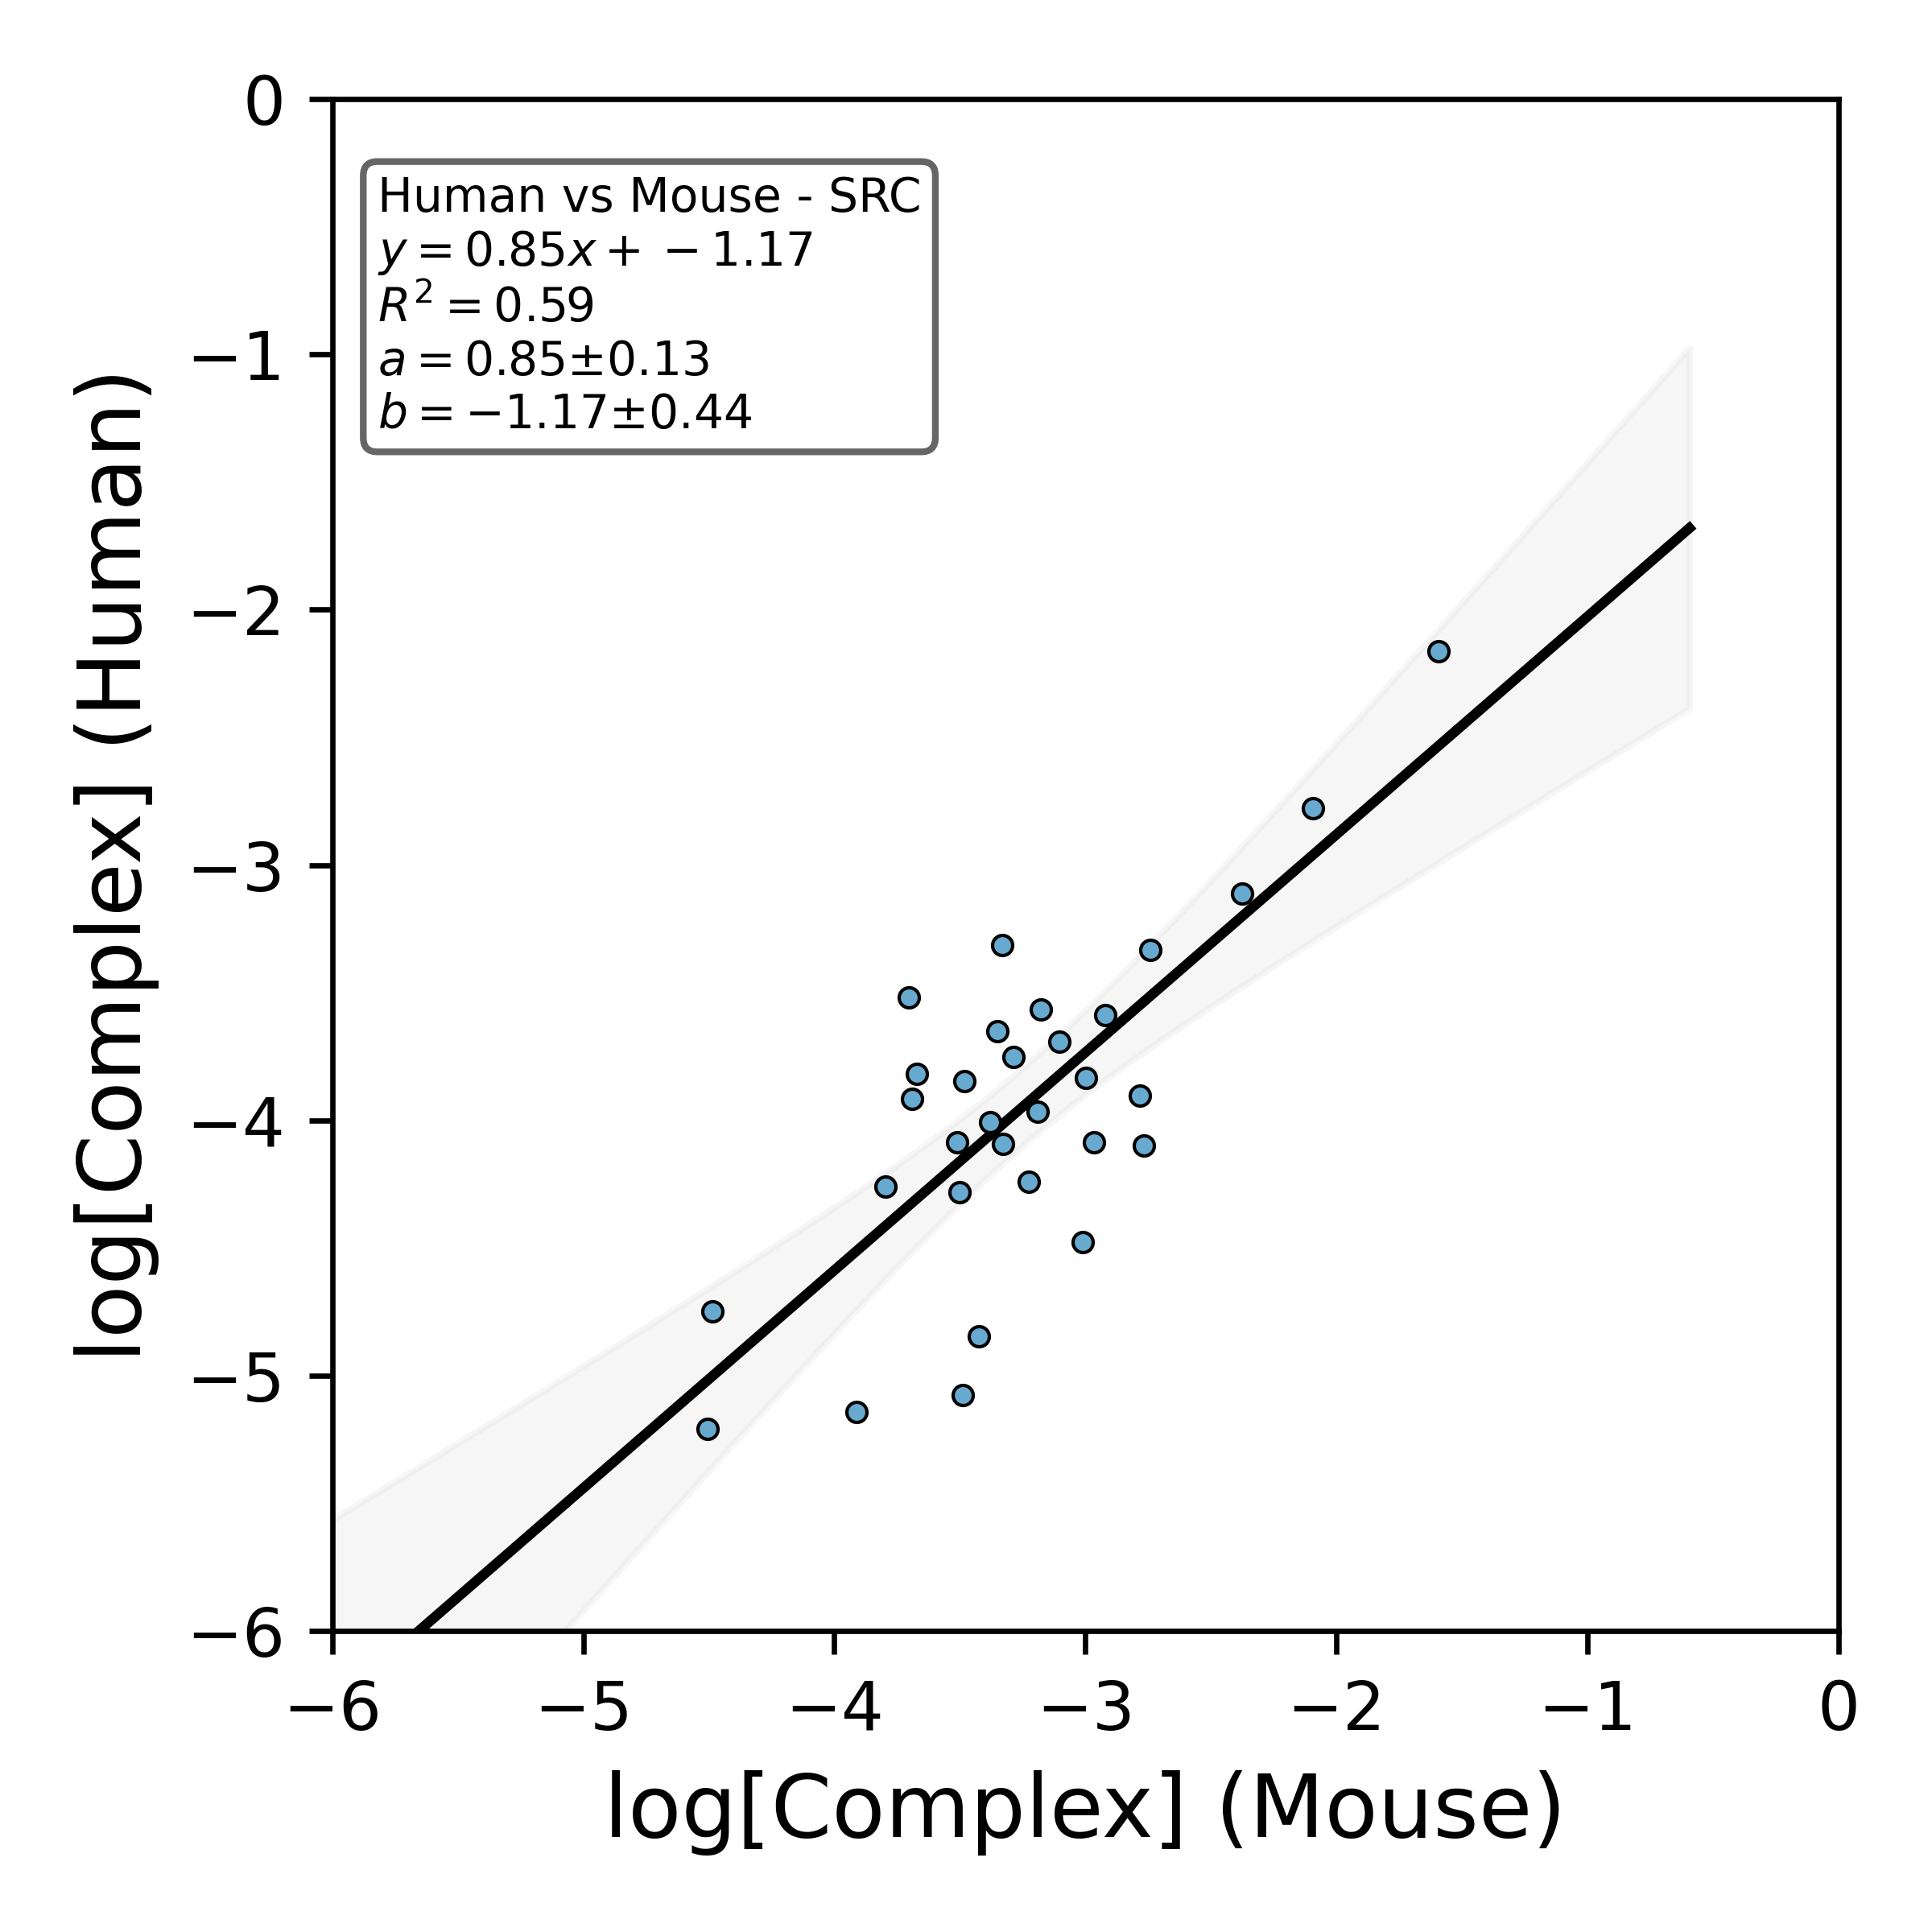 0
−1
−2
−3
−4
−5
−6
log[Complex] (Human)
Human vs Mouse - SRC
y = 0.85x + −1.17
R² = 0.59
a = 0.85±0.13
b = −1.17±0.44
−6 −5 −4 −3 −2 −1 0
log[Complex] (Mouse)